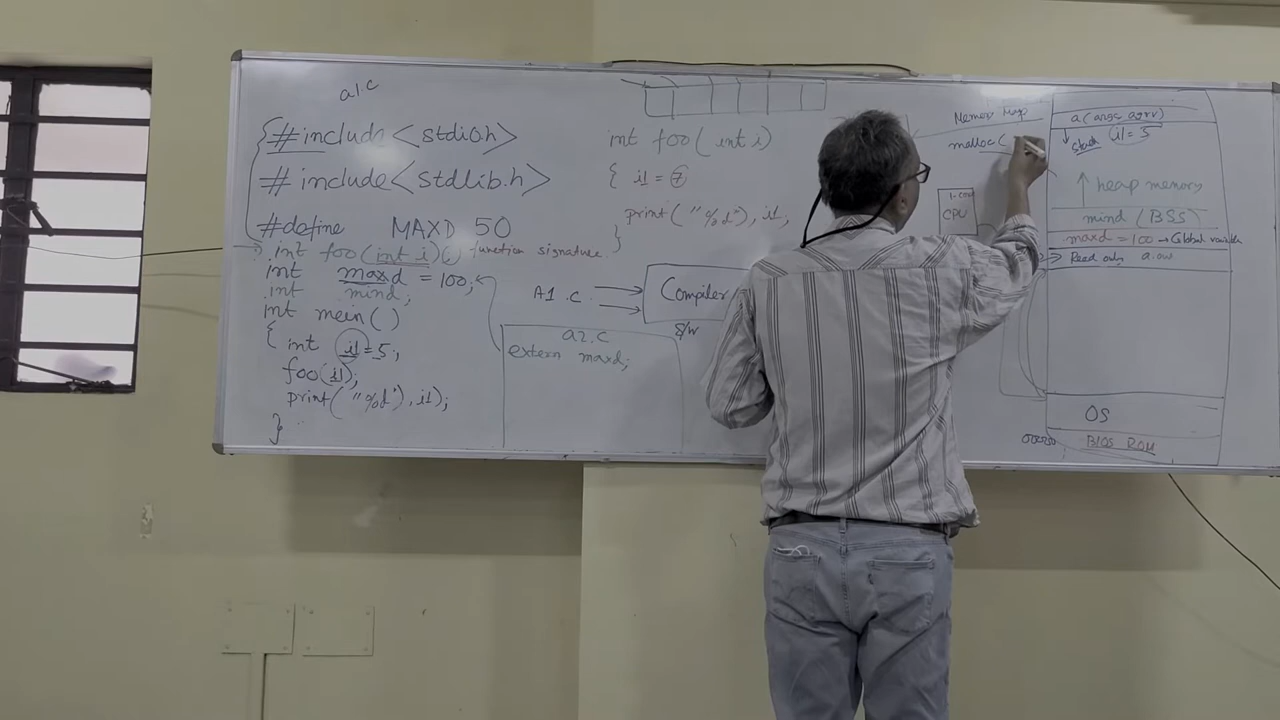 a1.c
#include <stdio.h>
#include <stdlib.h>
#define MAXD 50
int foo(int i)(;) function signature
int maxd = 100;
int mind;
int main()
{ int i1=5;
foo(i1);
print("%d"), i1);
}
int foo(int i)
{ i1 = 7
print("%d"), i1;
}
A1.C
Compiler
S/W
a2.c
extern maxd;
Memory Map
malloc(
1-core
CPU
a(args, agrv)
stack i1=5
heap memory
mind (BSS)
maxd = 100 → Global variable
Read only a.out
OS
BIOS ROM